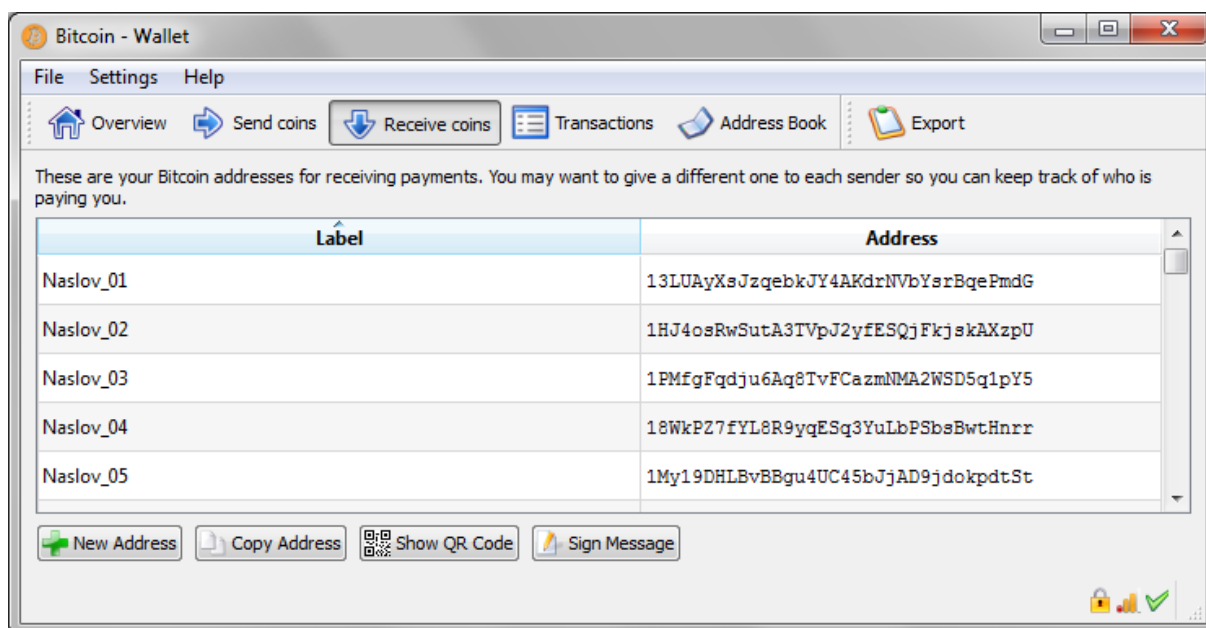 Bitcoin - Wallet
File Settings Help
Overview Send coins Receive coins Transactions Address Book Export
These are your Bitcoin addresses for receiving payments. You may want to give a different one to each sender so you can keep track of who is
paying you.
Label Address
Naslov_01 13LUAyXsJzqebkJY4AKdrNVbYsrBqePmdG
Naslov_02 1HJ4osRwSutA3TVpJ2yfESQjFkjskAXzpU
Naslov_03 1PMfgFqdju6Aq8TvFCazmNMA2WSD5q1pY5
Naslov_04 18WkPZ7fYL8R9yqESq3YuLbPSbsBwtHnrr
Naslov_05 1My19DHLBvBBgu4UC45bJjAD9jdokpdtSt
New Address Copy Address Show QR Code Sign Message